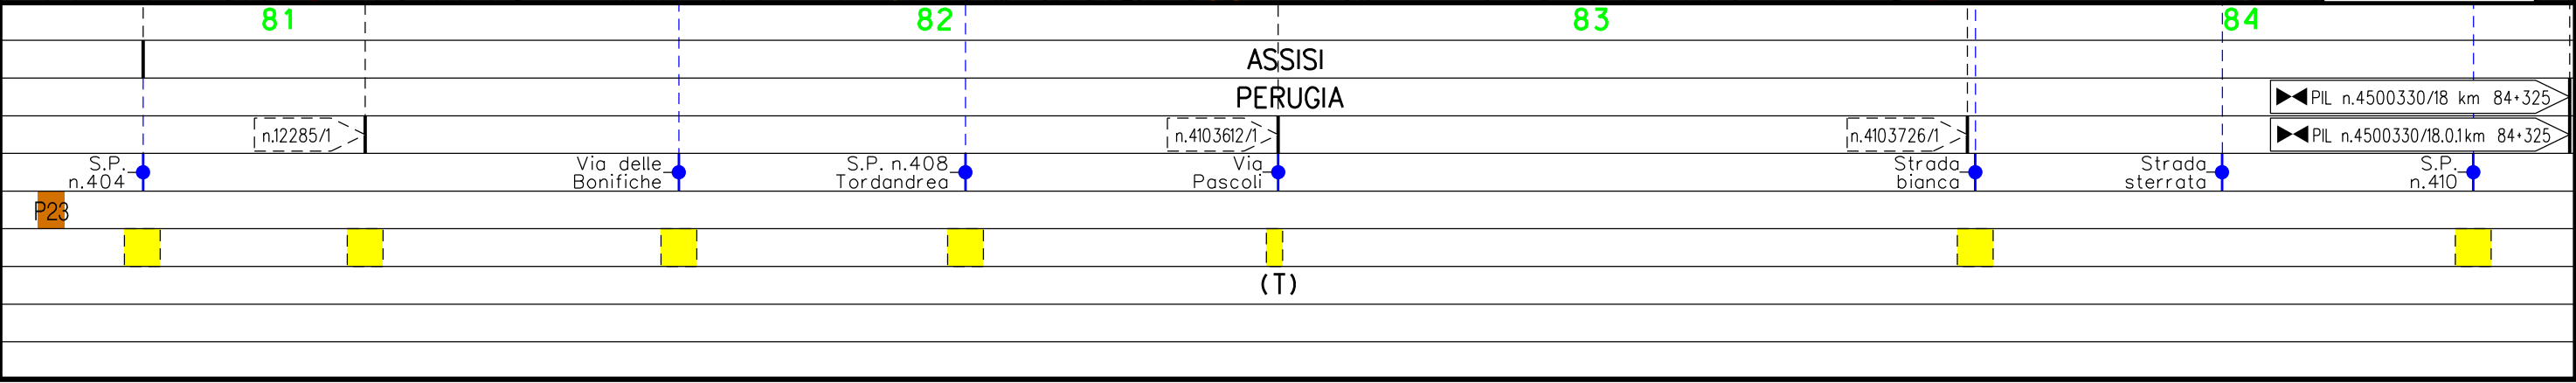 81 82 83 84
ASSISI
PERUGIA
PIL n.4500330/18 km 84+325
n.12285/1
n.4103612/1
n.4103726/1
PIL n.4500330/18.0.1 km 84+325
S.P.
n.404
Via delle
Bonifiche
S.P. n.408
Tordandrea
Via
Pascoli
Strada
bianca
Strada
sterrata
S.P.
n.410
P23
(T)